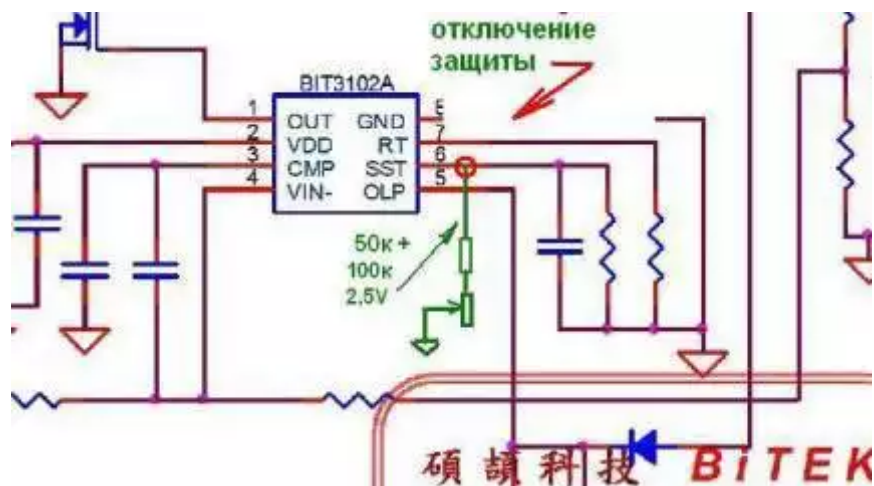 отключение
защиты
BIT3102A
1 OUT GND 8
2 VDD RT 7
3 CMP SST 6
4 VIN- OLP 5
50к +
100к
2,5V
碩頡科技 BiTEK